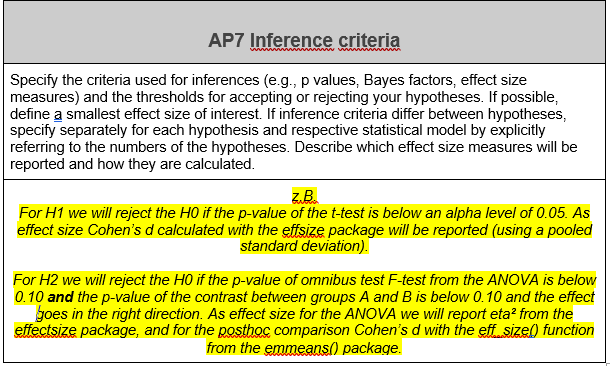 AP7 Inference criteria
Specify the criteria used for inferences (e.g., p values, Bayes factors, effect size
measures) and the thresholds for accepting or rejecting your hypotheses. If possible,
define a smallest effect size of interest. If inference criteria differ between hypotheses,
specify separately for each hypothesis and respective statistical model by explicitly
referring to the numbers of the hypotheses. Describe which effect size measures will be
reported and how they are calculated.
z.B.
For H1 we will reject the H0 if the p-value of the t-test is below an alpha level of 0.05. As
effect size Cohen's d calculated with the effsize package will be reported (using a pooled
standard deviation).
For H2 we will reject the H0 if the p-value of omnibus test F-test from the ANOVA is below
0.10 and the p-value of the contrast between groups A and B is below 0.10 and the effect
goes in the right direction. As effect size for the ANOVA we will report eta² from the
effectsize package, and for the posthoc comparison Cohen's d with the eff_size() function
from the emmeans() package.